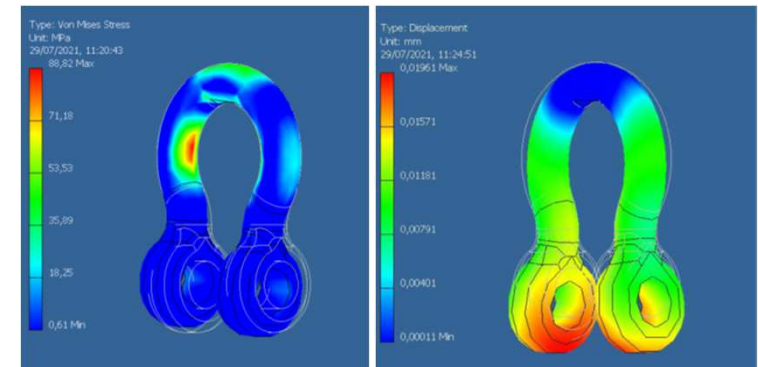 Type: Von Mises Stress
Unit: MPa
29/07/2021, 11:20:43
88,82 Max
71,18
53,53
35,89
18,25
0,61 Min
Type: Displacement
Unit: mm
29/07/2021, 11:24:51
0,01961 Max
0,01571
0,01181
0,00791
0,00401
0,00011 Min